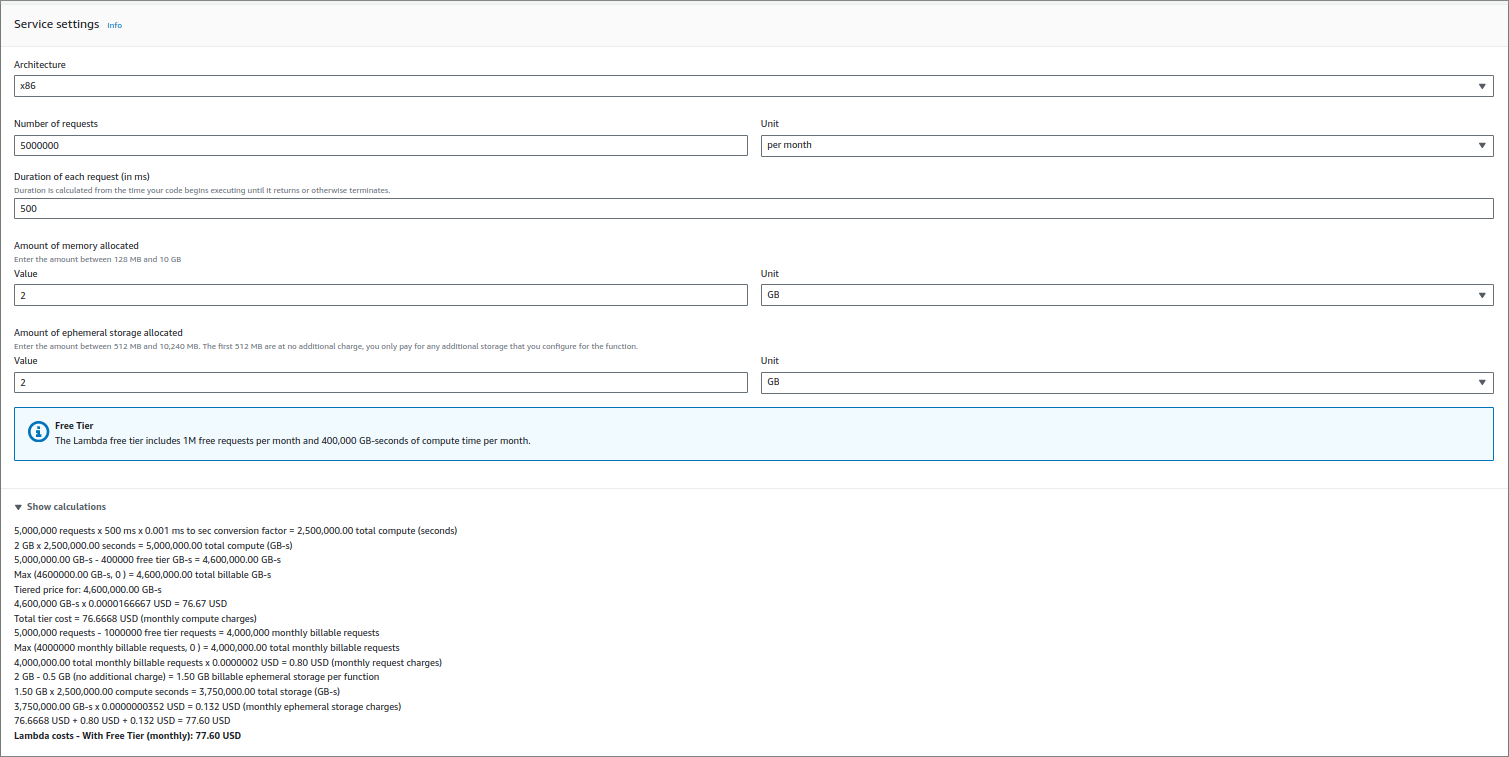 Service settings Info
Architecture
x86
Number of requests
Unit
5000000
per month
Duration of each request (in ms)
Duration is calculated from the time your code begins executing until it returns or otherwise terminates.
500
Amount of memory allocated
Enter the amount between 128 MB and 10 GB
Value
Unit
2
GB
Amount of ephemeral storage allocated
Enter the amount between 512 MB and 10,240 MB. The first 512 MB are at no additional charge, you only pay for any additional storage that you configure for the function.
Value
Unit
2
GB
Free Tier
The Lambda free tier includes 1M free requests per month and 400,000 GB-seconds of compute time per month.
Show calculations
5,000,000 requests x 500 ms x 0.001 ms to sec conversion factor = 2,500,000.00 total compute (seconds)
2 GB x 2,500,000.00 seconds = 5,000,000.00 total compute (GB-s)
5,000,000.00 GB-s - 400000 free tier GB-s = 4,600,000.00 GB-s
Max (4600000.00 GB-s, 0 ) = 4,600,000.00 total billable GB-s
Tiered price for: 4,600,000.00 GB-s
4,600,000 GB-s x 0.0000166667 USD = 76.67 USD
Total tier cost = 76.6668 USD (monthly compute charges)
5,000,000 requests - 1000000 free tier requests = 4,000,000 monthly billable requests
Max (4000000 monthly billable requests, 0 ) = 4,000,000.00 total monthly billable requests
4,000,000.00 total monthly billable requests x 0.0000002 USD = 0.80 USD (monthly request charges)
2 GB - 0.5 GB (no additional charge) = 1.50 GB billable ephemeral storage per function
1.50 GB x 2,500,000.00 compute seconds = 3,750,000.00 total storage (GB-s)
3,750,000.00 GB-s x 0.0000000352 USD = 0.132 USD (monthly ephemeral storage charges)
76.6668 USD + 0.80 USD + 0.132 USD = 77.60 USD
Lambda costs - With Free Tier (monthly): 77.60 USD